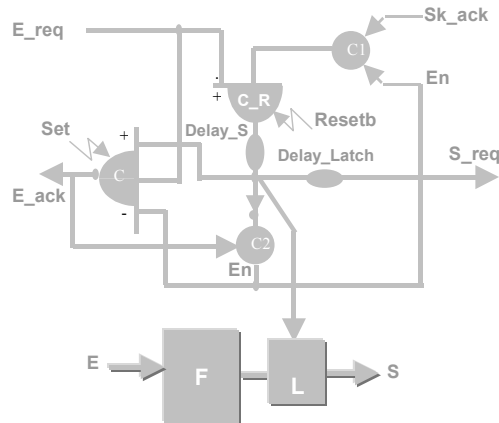 Sk_ack
E_req
C1
En
.
+
C_R
Resetb
Set
Delay_S
+
Delay_Latch
S_req
C
E_ack
-
C2
En
E
F
L
S